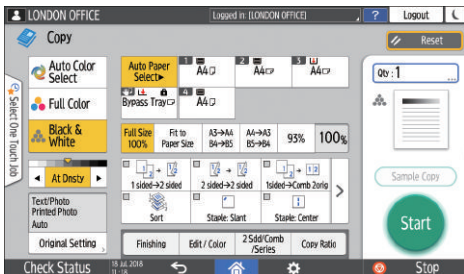 LONDON OFFICE
Logged in: (LONDON OFFICE)
?
Logout
Copy
Reset
Select One Touch Job
Auto Color
Select
Full Color
Black &
White
At Dnsty
Text/Photo
Printed Photo
Auto
Original Setting
Auto Paper
Select►
1
A4
2
A4
3
A4
Bypass Tray
4
A4
Full Size
100%
Fit to
Paper Size
A3→A4
B4→B5
A4→A3
B5→B4
93%
100%
1 sided→2 sided
2 sided→2 sided
1sided→Comb 2orig
Sort
Staple: Slant
Staple: Center
Finishing
Edit / Color
2 Sdd/Comb
/Series
Copy Ratio
Qty : 1
...
Sample Copy
Start
Check Status
18 Jul. 2018
Stop